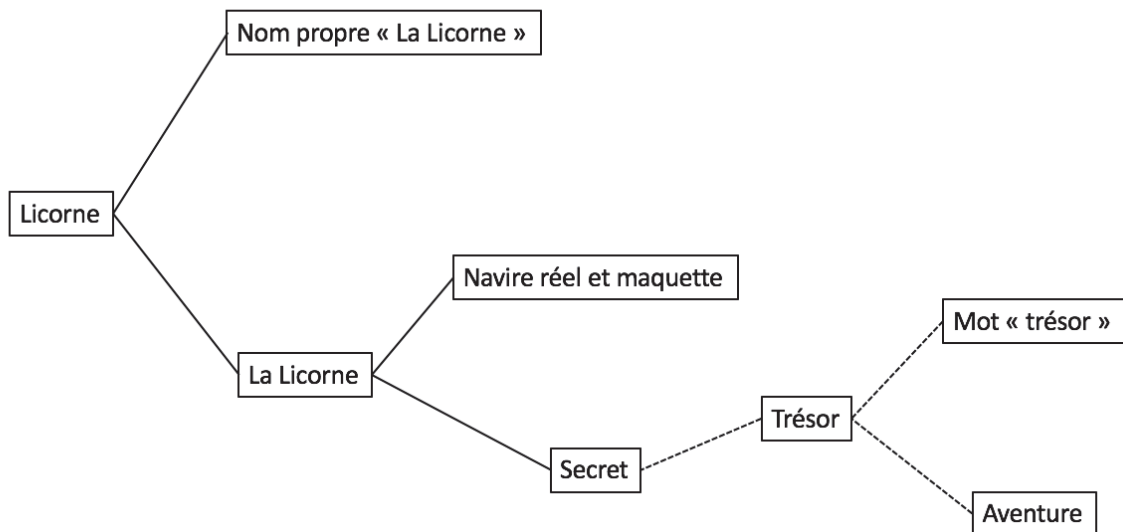 Nom propre « La Licorne »
Licorne
Navire réel et maquette
Mot « trésor »
La Licorne
Trésor
Secret
Aventure